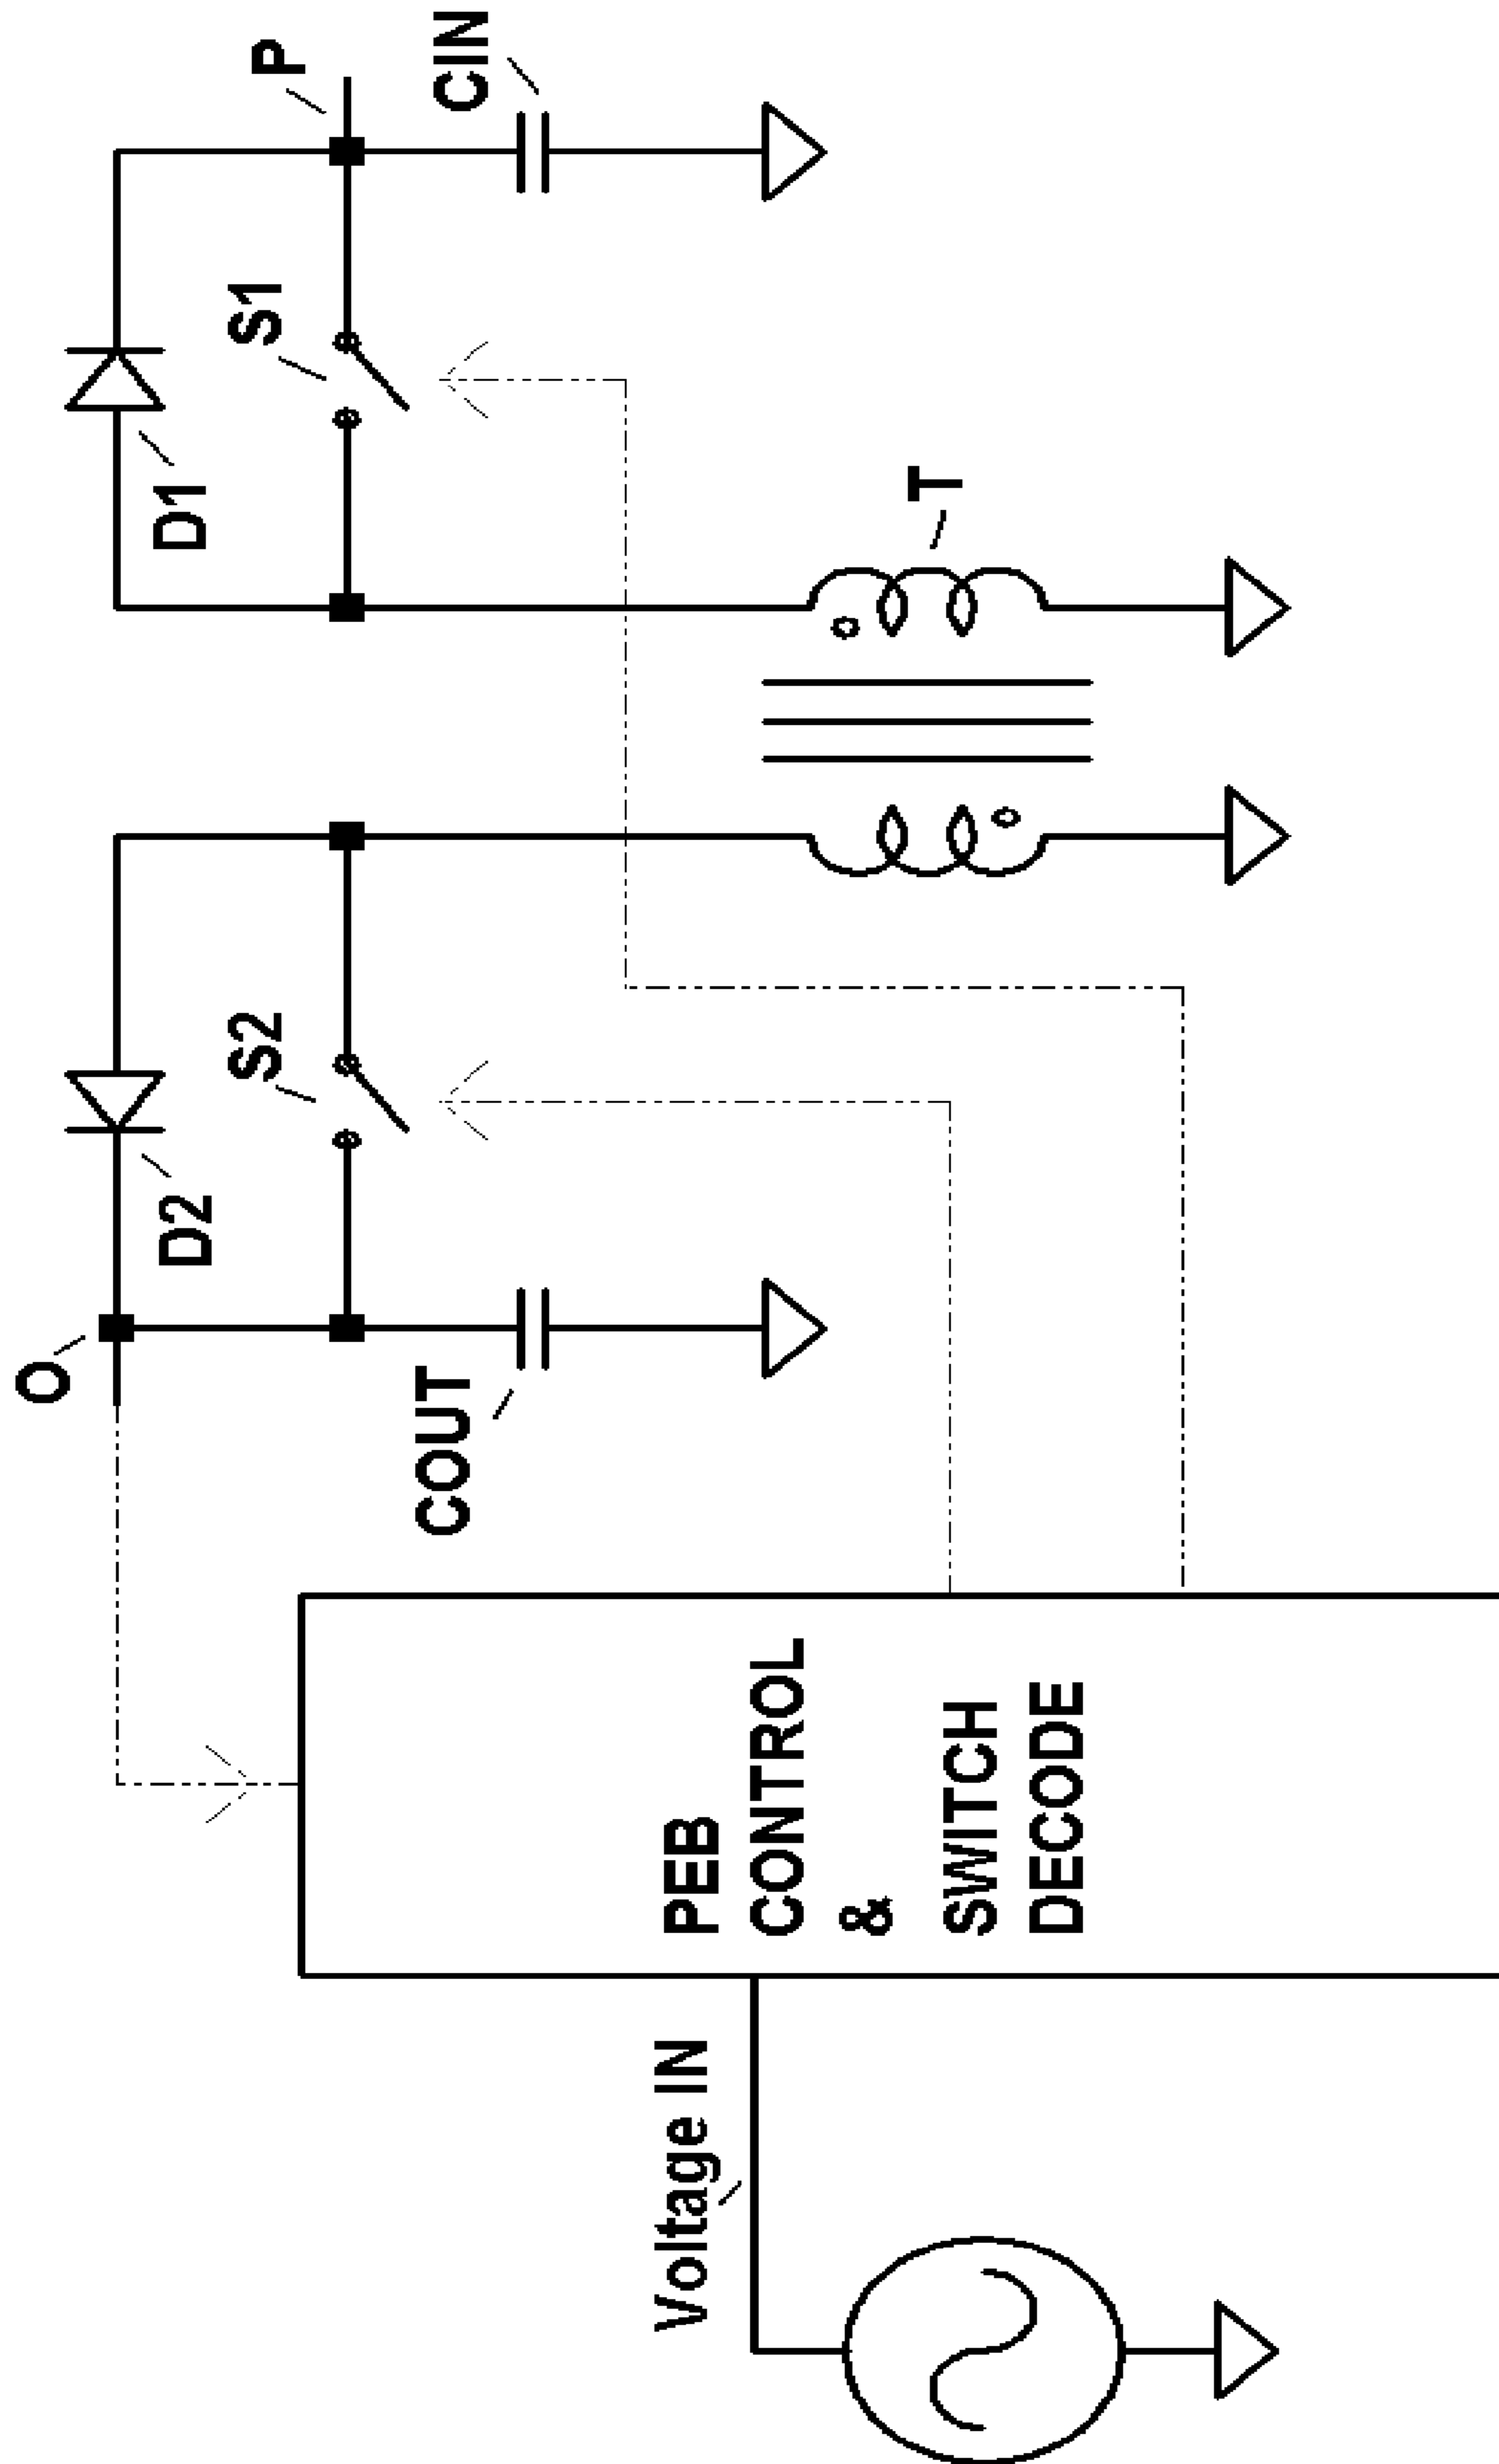 O
D2
D1
S2
S1
P
COUT
CIN
Voltage IN
PEB
CONTROL
&
SWITCH
DECODE
T